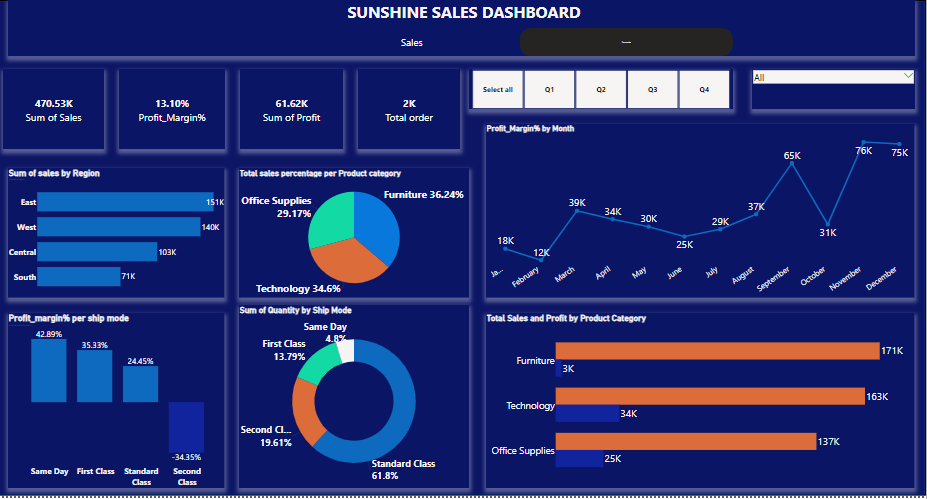 SUNSHINE SALES DASHBOARD
Sales
470.53K
Sum of Sales
13.10%
Profit_Margin%
61.62K
Sum of Profit
2K
Total order
Select all
Q1
Q2
Q3
Q4
All
Profit_Margin% by Month
18K
12K
39K
34K
30K
25K
29K
37K
65K
31K
76K
75K
Ja...
February
March
April
May
June
July
August
September
October
November
December
Sum of sales by Region
East
151K
West
140K
Central
103K
South
71K
Total sales percentage per Product category
Furniture 36.24%
Office Supplies
29.17%
Technology 34.6%
Profit_margin% per ship mode
42.89%
35.33%
24.45%
-34.35%
Same Day
First Class
Standard
Class
Second
Class
Sum of Quantity by Ship Mode
Same Day
4.8%
First Class
13.79%
Second Cl...
19.61%
Standard Class
61.8%
Total Sales and Profit by Product Category
Furniture
171K
3K
Technology
163K
34K
Office Supplies
137K
25K